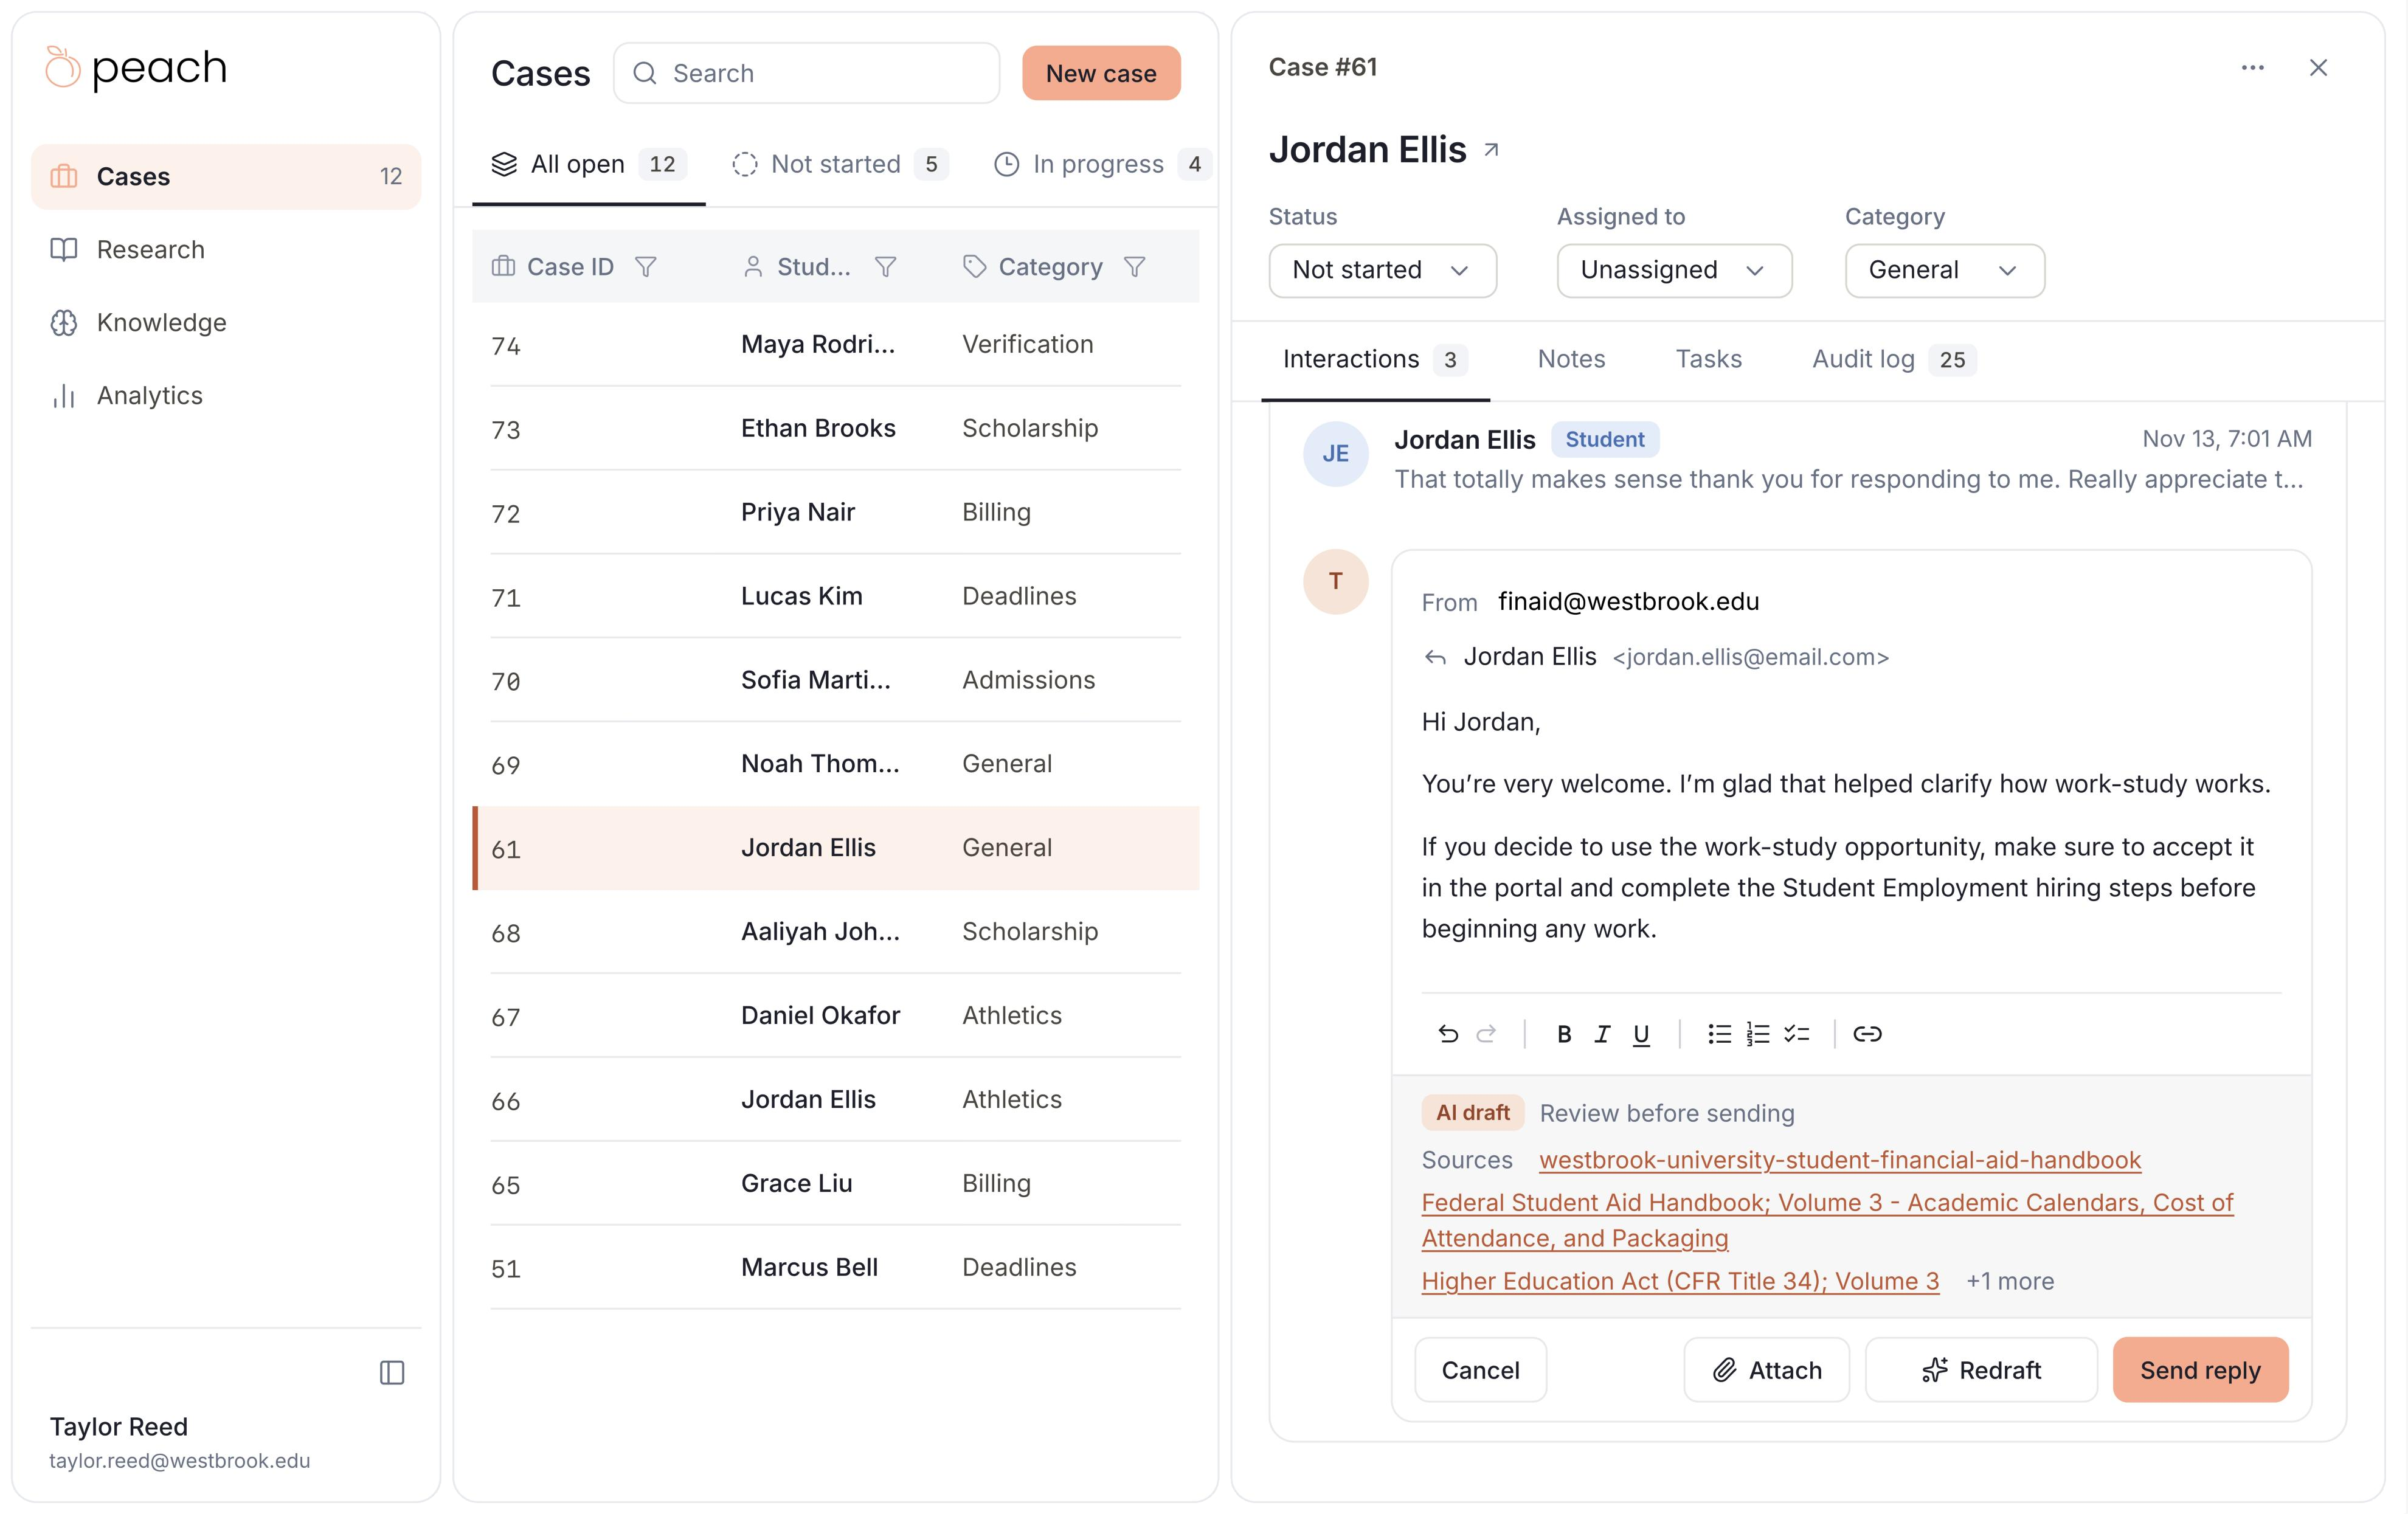 peach
Cases 12
Research
Knowledge
Analytics
Taylor Reed
taylor.reed@westbrook.edu
Cases
Search
New case
All open 12
Not started 5
In progress 4
Case ID Stud... Category
74 Maya Rodri... Verification
73 Ethan Brooks Scholarship
72 Priya Nair Billing
71 Lucas Kim Deadlines
70 Sofia Marti... Admissions
69 Noah Thom... General
61 Jordan Ellis General
68 Aaliyah Joh... Scholarship
67 Daniel Okafor Athletics
66 Jordan Ellis Athletics
65 Grace Liu Billing
51 Marcus Bell Deadlines
Case #61
Jordan Ellis
Status Assigned to Category
Not started Unassigned General
Interactions 3 Notes Tasks Audit log 25
JE
Jordan Ellis Student Nov 13, 7:01 AM
That totally makes sense thank you for responding to me. Really appreciate t...
T
From finaid@westbrook.edu
Jordan Ellis <jordan.ellis@email.com>
Hi Jordan,
You’re very welcome. I’m glad that helped clarify how work-study works.
If you decide to use the work-study opportunity, make sure to accept it
in the portal and complete the Student Employment hiring steps before
beginning any work.
B I U
AI draft Review before sending
Sources westbrook-university-student-financial-aid-handbook
Federal Student Aid Handbook; Volume 3 - Academic Calendars, Cost of
Attendance, and Packaging
Higher Education Act (CFR Title 34); Volume 3 +1 more
Cancel Attach Redraft Send reply